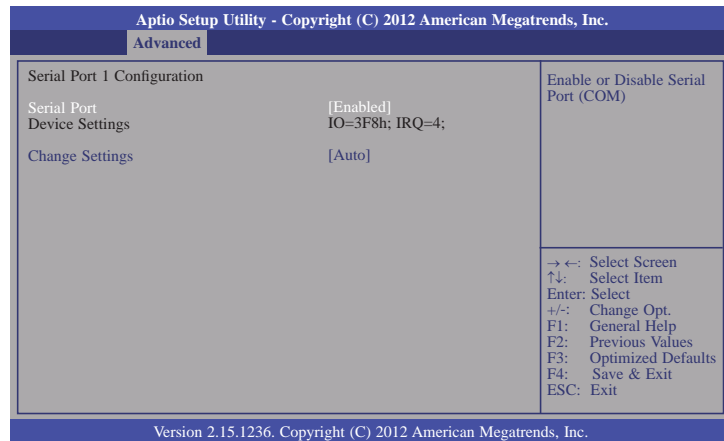 Aptio Setup Utility - Copyright (C) 2012 American Megatrends, Inc.
Advanced
Serial Port 1 Configuration
Serial Port [Enabled]
Device Settings IO=3F8h; IRQ=4;
Change Settings [Auto]
Enable or Disable Serial
Port (COM)
→ ←: Select Screen
↑↓: Select Item
Enter: Select
+/-: Change Opt.
F1: General Help
F2: Previous Values
F3: Optimized Defaults
F4: Save & Exit
ESC: Exit
Version 2.15.1236. Copyright (C) 2012 American Megatrends, Inc.